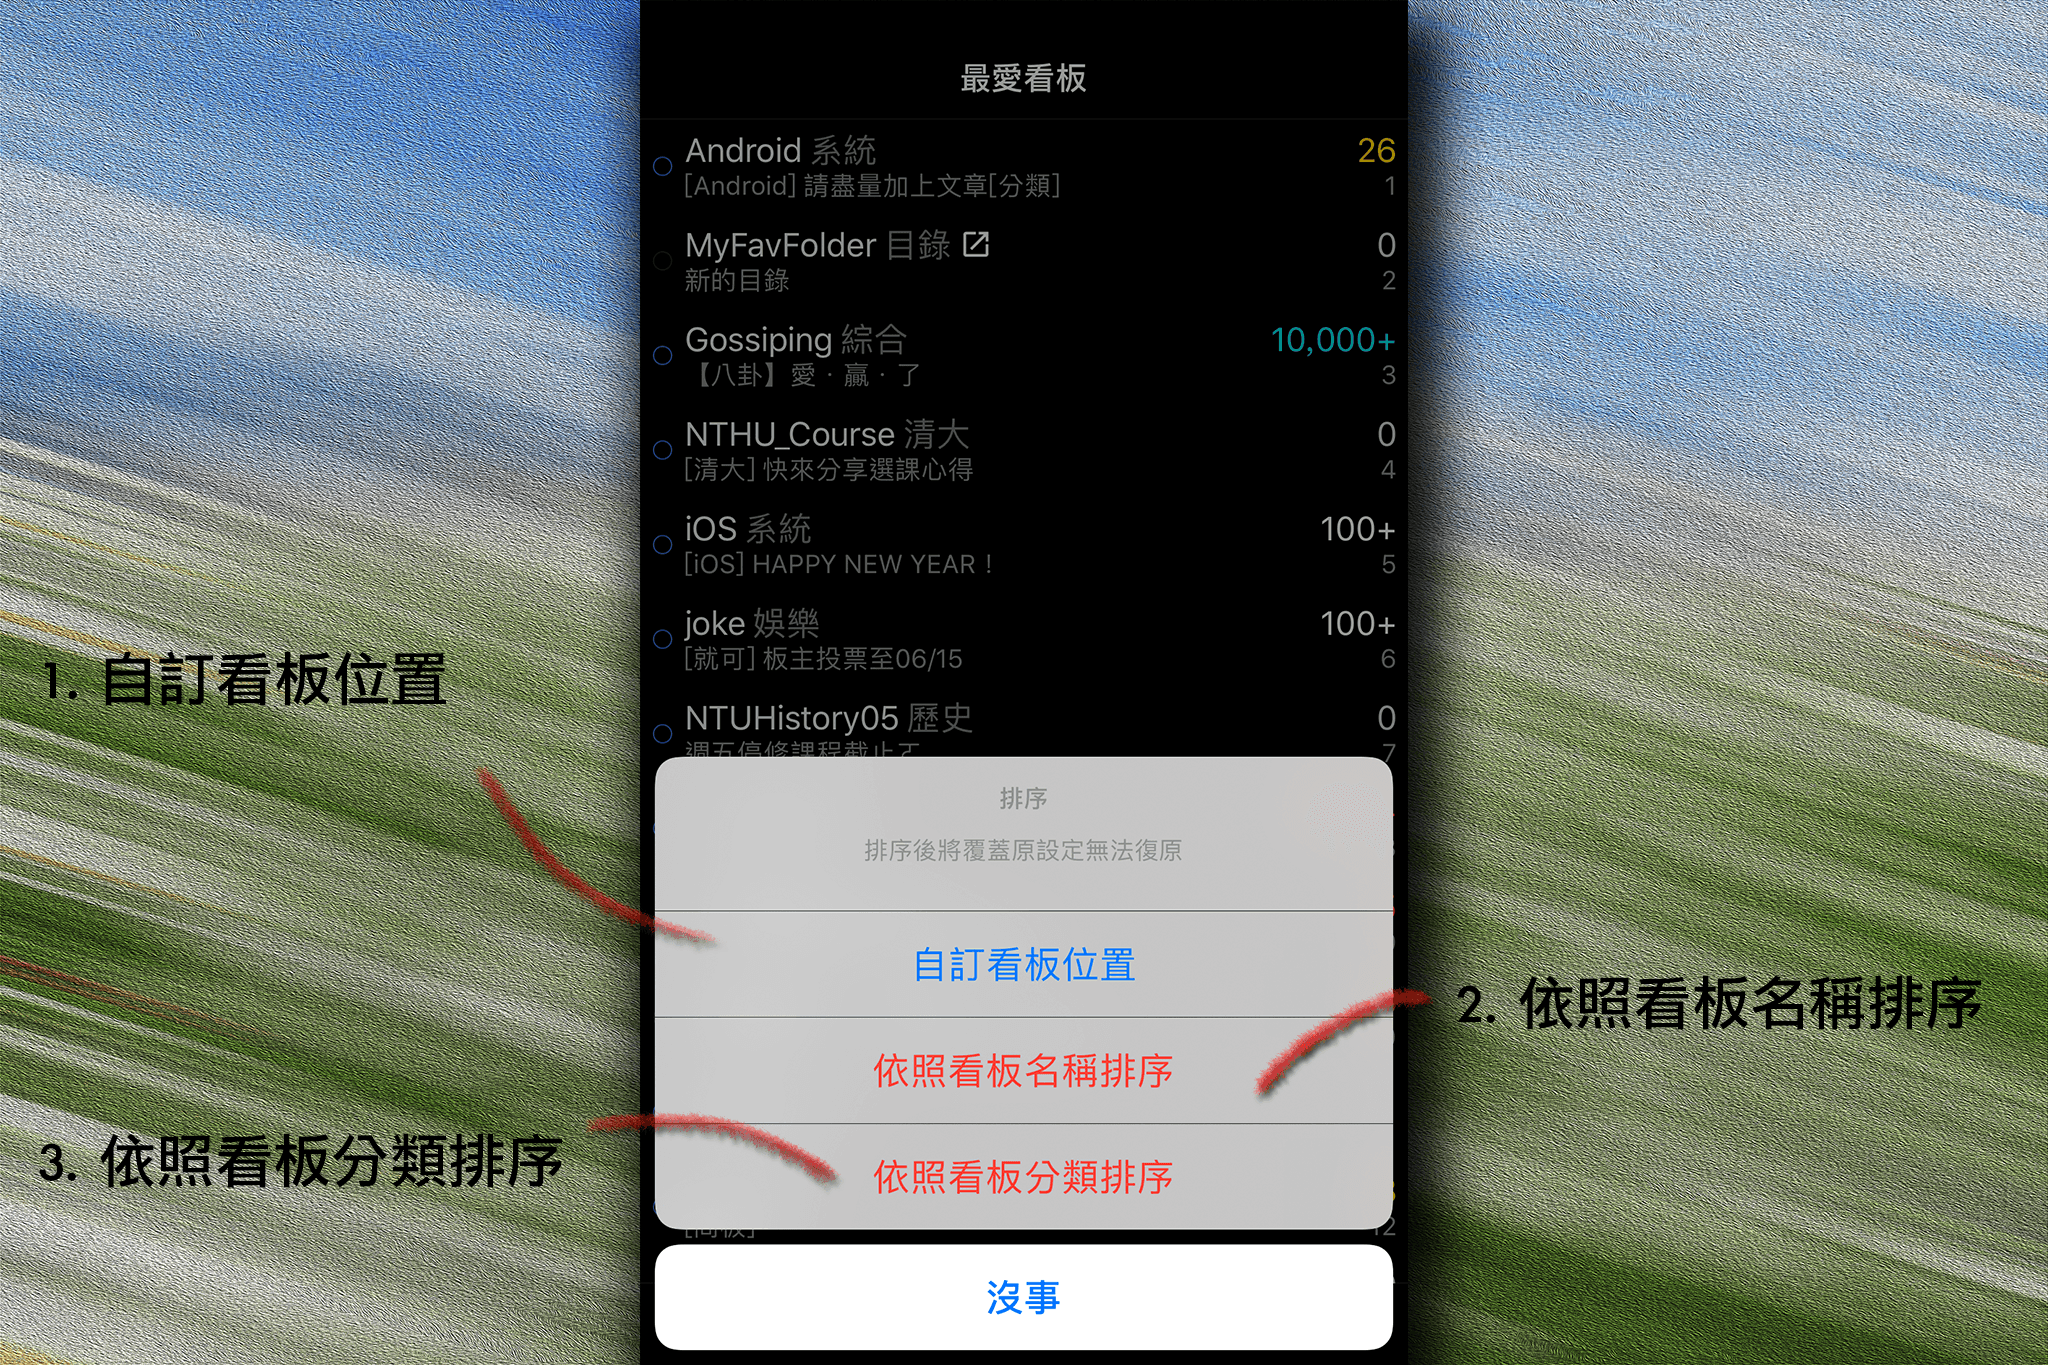 最愛看板
Android 系統 26
[Android] 請盡量加上文章[分類] 1
MyFavFolder 目錄 0
新的目錄 2
Gossiping 綜合 10,000+
【八卦】愛‧贏‧了 3
NTHU_Course 清大 0
[清大] 快來分享選課心得 4
iOS 系統 100+
[iOS] HAPPY NEW YEAR！ 5
joke 娛樂 100+
[就可] 板主投票至06/15 6
NTUHistory05 歷史 0
週五停修課程截止ㄛ 7
1. 自訂看板位置
排序
排序後將覆蓋原設定無法復原
自訂看板位置
2. 依照看板名稱排序
依照看板名稱排序
3. 依照看板分類排序
依照看板分類排序
12
沒事